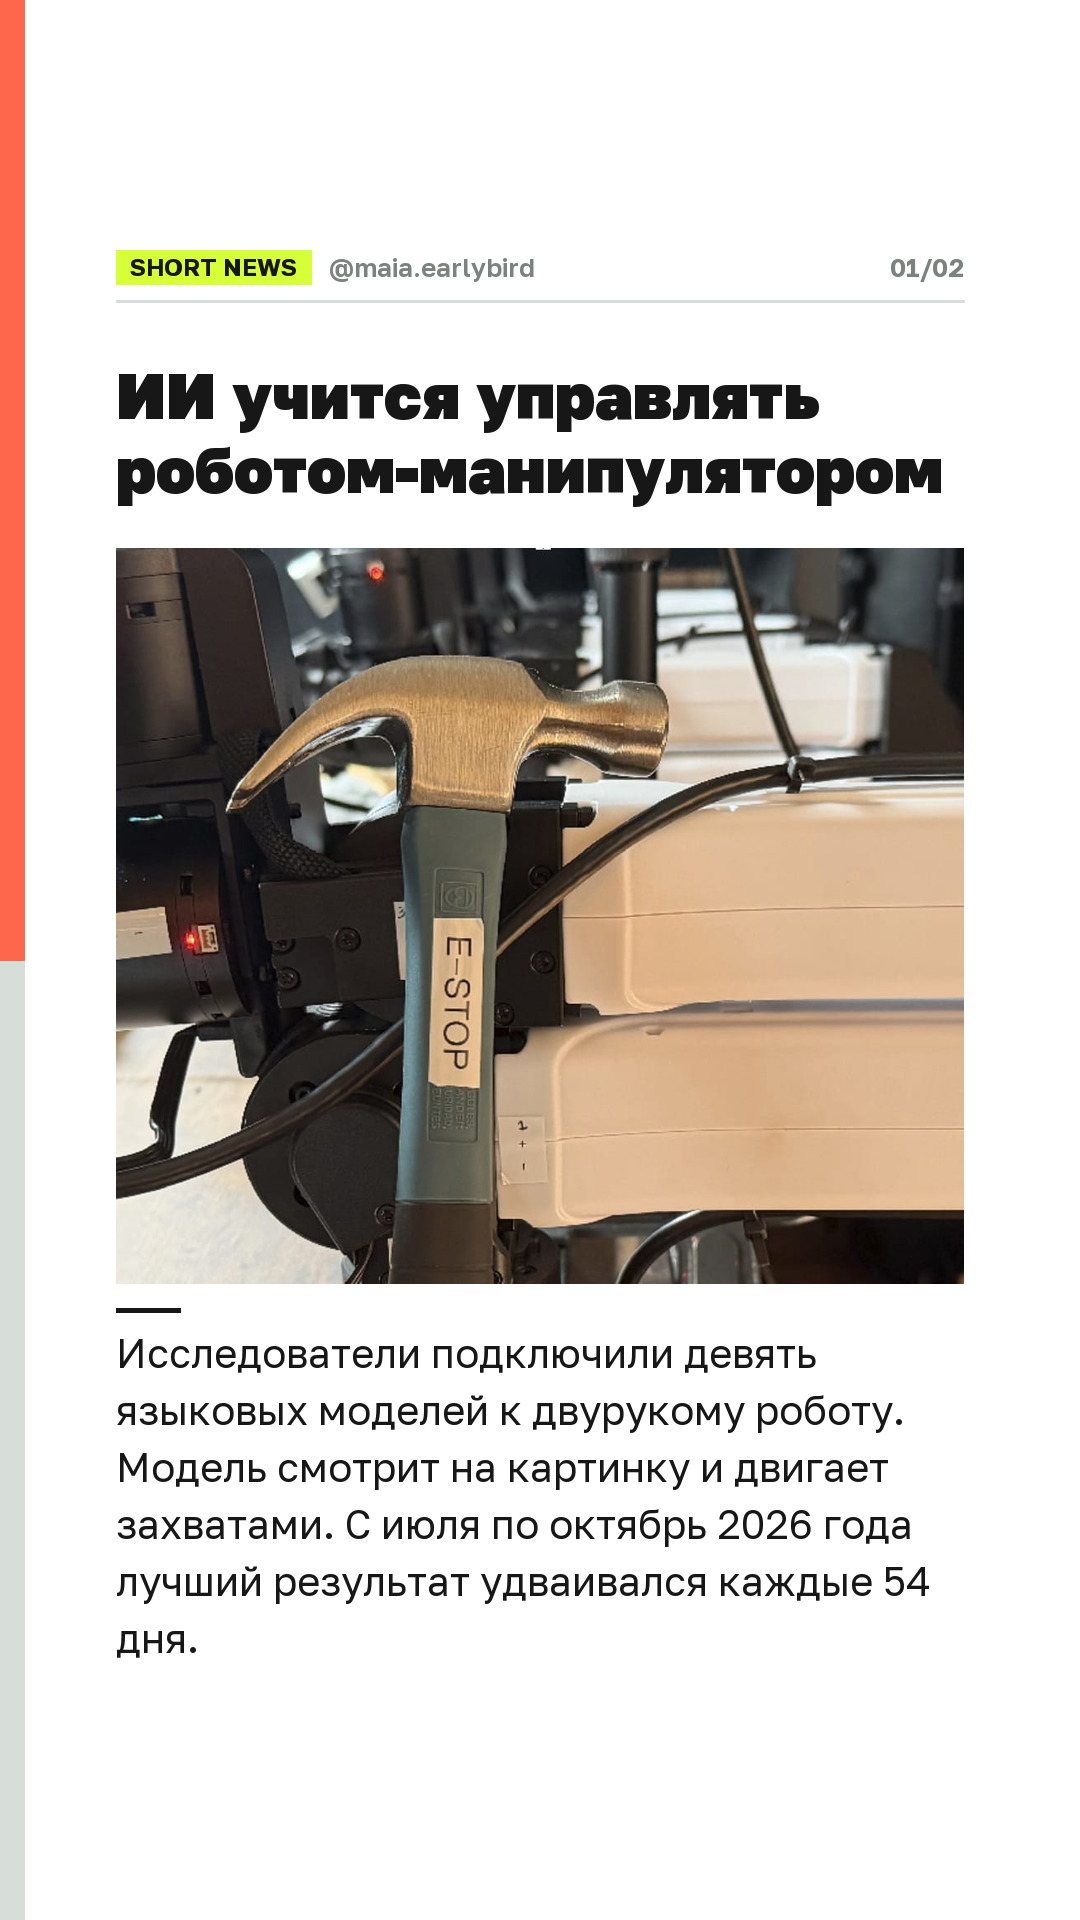 SHORT NEWS @maia.earlybird 01/02
ИИ учится управлять
роботом-манипулятором
E-STOP
1
+
-
Исследователи подключили девять
языковых моделей к двурукому роботу.
Модель смотрит на картинку и двигает
захватами. С июля по октябрь 2026 года
лучший результат удваивался каждые 54
дня.